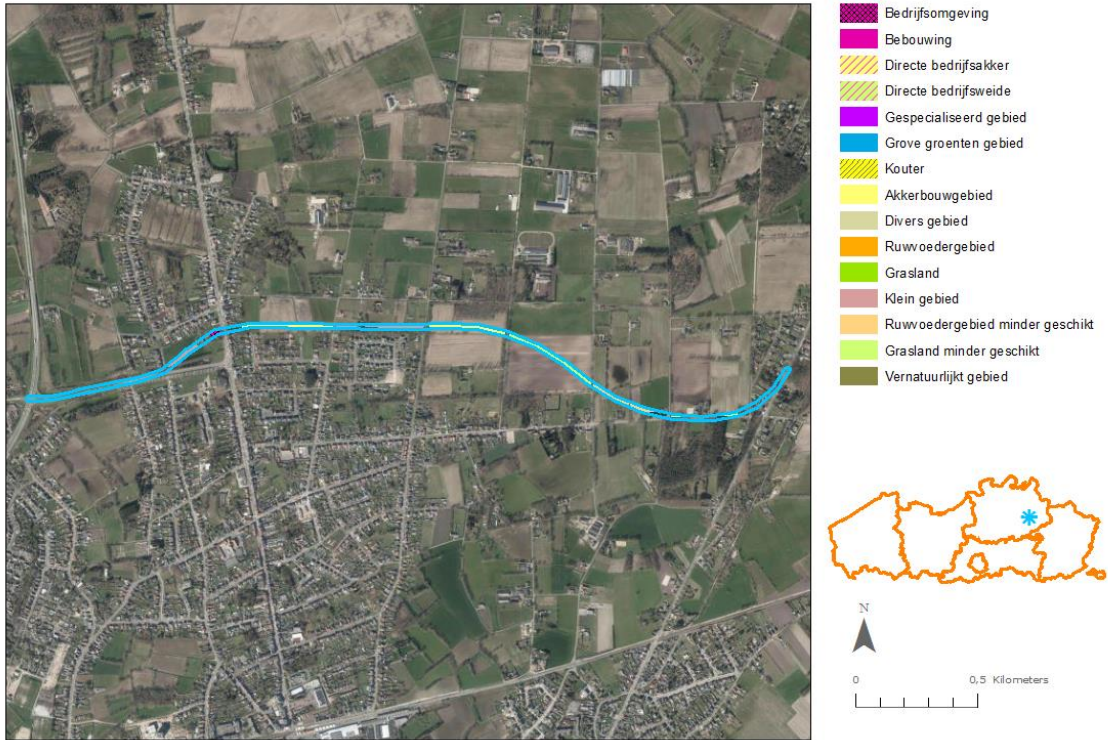 Bedrijfsomgeving
Bebouwing
Directe bedrijfsakker
Directe bedrijfsweide
Gespecialiseerd gebied
Grove groenten gebied
Kouter
Akkerbouwgebied
Divers gebied
Ruwvoedergebied
Grasland
Klein gebied
Ruwvoedergebied minder geschikt
Grasland minder geschikt
Vernatuurlijkt gebied
N
0 0,5 Kilometers